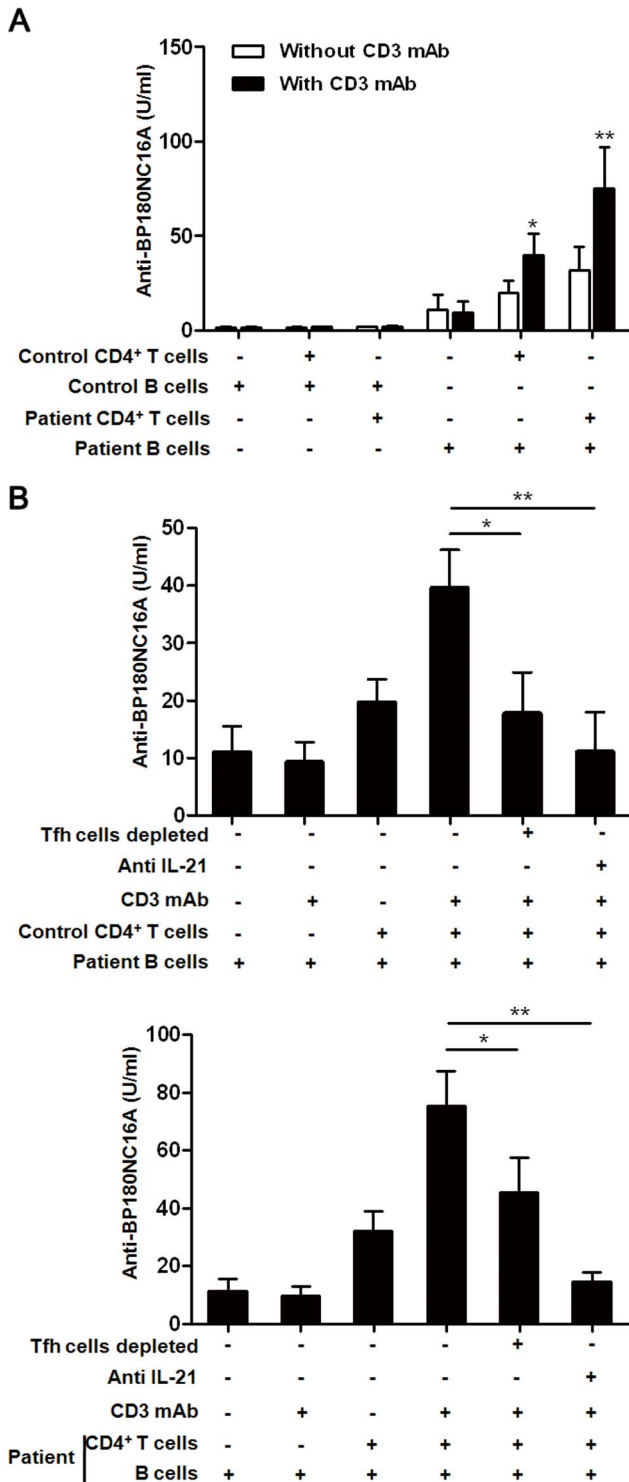 A
150
Without CD3 mAb
With CD3 mAb
100
50
0
Anti-BP180NC16A (U/ml)
*
**
Control CD4⁺ T cells - + - - + -
Control B cells + + + - - -
Patient CD4⁺ T cells - - + - - +
Patient B cells - - - + + +
B
**
*
50
40
30
20
10
0
Anti-BP180NC16A (U/ml)
Tfh cells depleted - - - - + -
Anti IL-21 - - - - - +
CD3 mAb - + - + + +
Control CD4⁺ T cells - - + + + +
Patient B cells + + + + + +
**
*
100
80
60
40
20
0
Anti-BP180NC16A (U/ml)
Tfh cells depleted - - - - + -
Anti IL-21 - - - - - +
CD3 mAb - + - + + +
Patient
CD4⁺ T cells - - + + + +
B cells + + + + + +